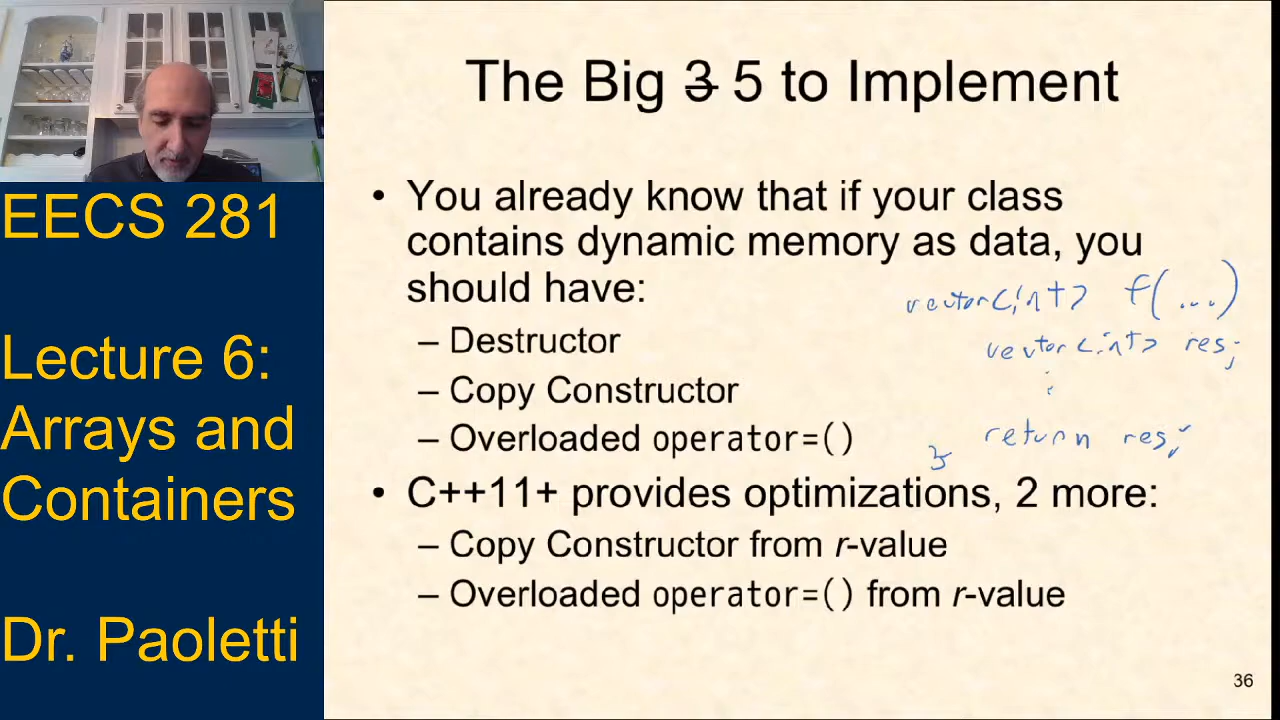 The Big 3 5 to Implement
• You already know that if your class
contains dynamic memory as data, you
should have:
– Destructor
– Copy Constructor
– Overloaded operator=()
• C++11+ provides optimizations, 2 more:
– Copy Constructor from r-value
– Overloaded operator=() from r-value
vector<int> f(...)
vector<int> res;
:
return res;
}
36
EECS 281
Lecture 6:
Arrays and
Containers
Dr. Paoletti